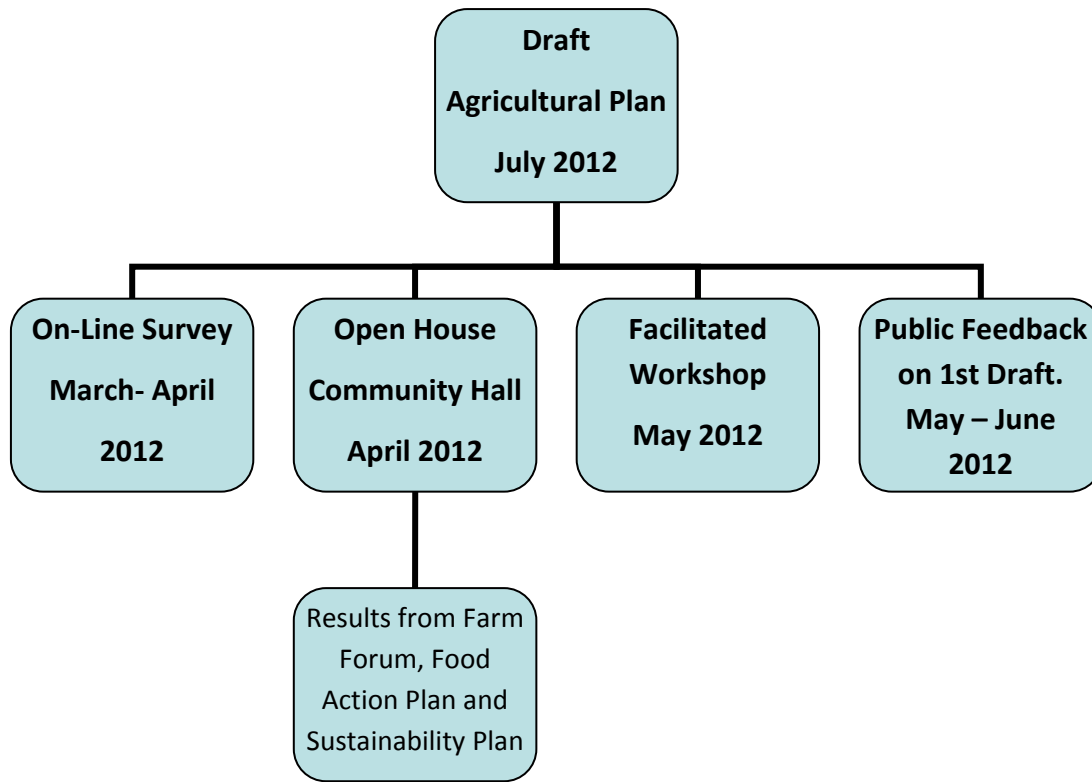 Draft
Agricultural Plan
July 2012
On-Line Survey
March- April
2012
Open House
Community Hall
April 2012
Facilitated
Workshop
May 2012
Public Feedback
on 1st Draft.
May – June
2012
Results from Farm
Forum, Food
Action Plan and
Sustainability Plan